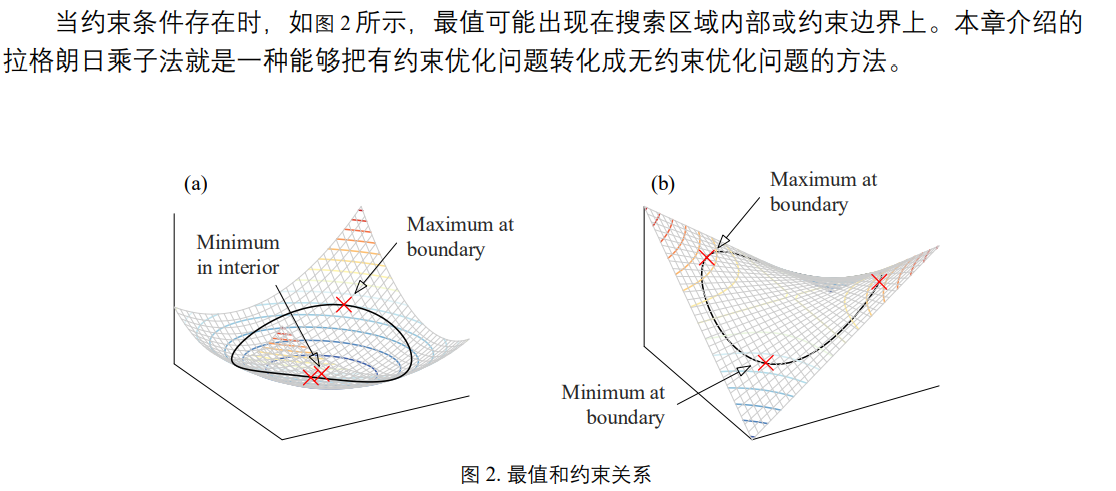 当约束条件存在时，如图 2 所示，最值可能出现在搜索区域内部或约束边界上。本章介绍的
拉格朗日乘子法就是一种能够把有约束优化问题转化成无约束优化问题的方法。
(a)
Minimum
in interior
Maximum at
boundary
(b)
Maximum at
boundary
Minimum at
boundary
图 2. 最值和约束关系